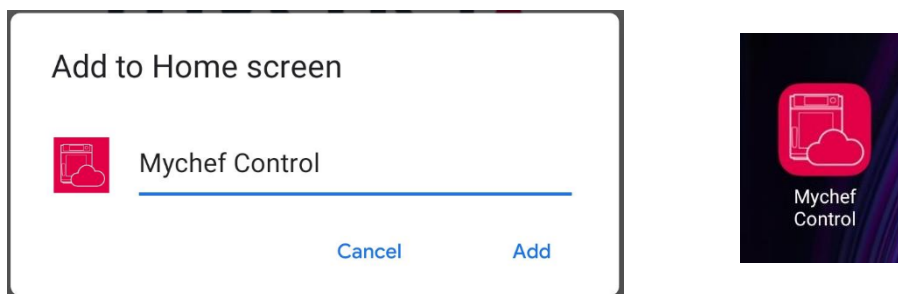 Add to Home screen
Mychef Control
Cancel Add
Mychef
Control